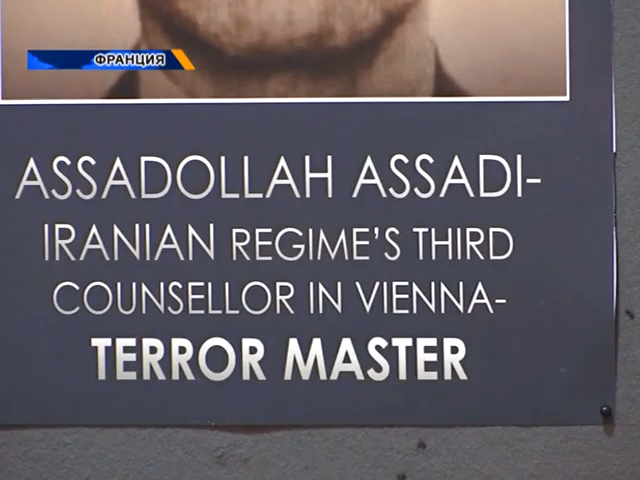 ФРАНЦИЯ
ASSADOLLAH ASSADI-
IRANIAN REGIME'S THIRD
COUNSELLOR IN VIENNA-
TERROR MASTER